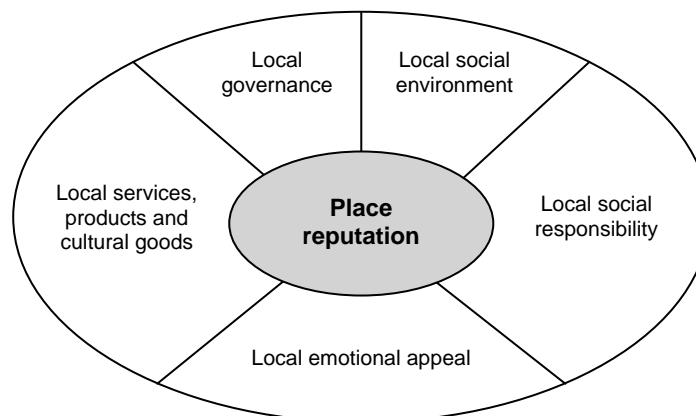 Local
governance
Local social
environment
Local services,
products and
cultural goods
Place
reputation
Local social
responsibility
Local emotional appeal